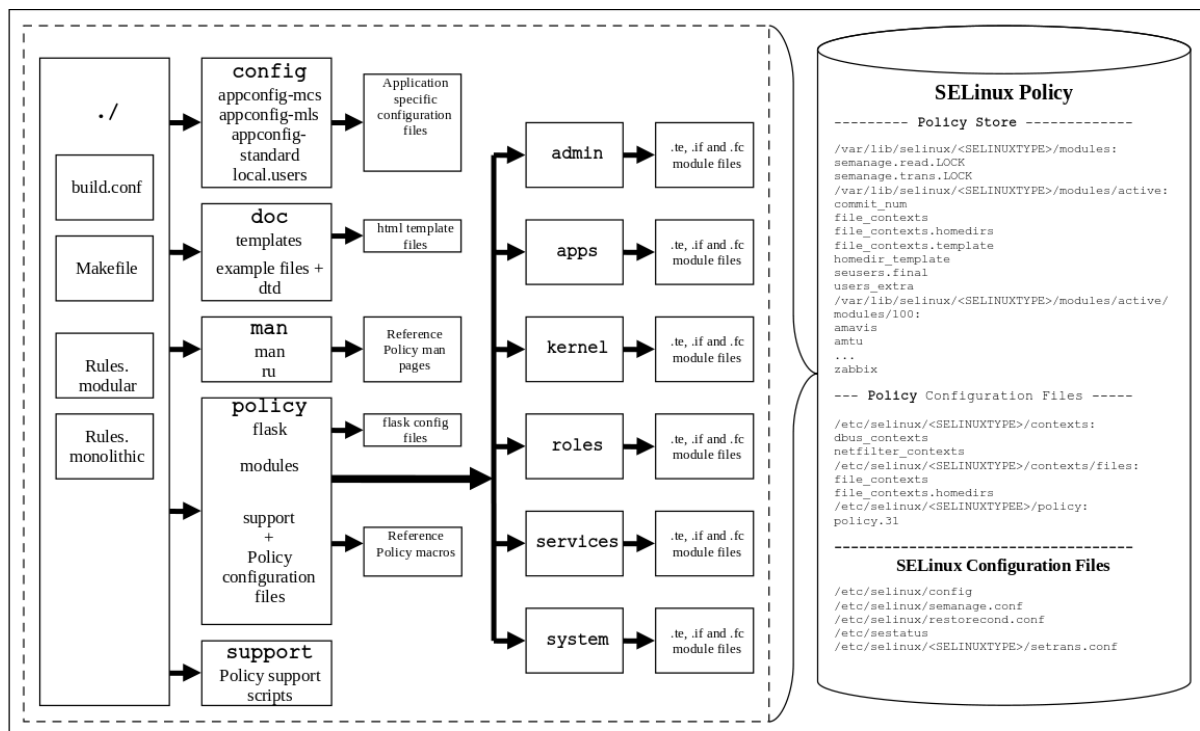 ./
build.conf
Makefile
Rules.
modular
Rules.
monolithic
config
appconfig-mcs
appconfig-mls
appconfig-
standard
local.users
Application
specific
configuration
files
doc
templates
example files +
dtd
html template
files
man
man
ru
Reference
Policy man
pages
policy
flask
modules
support
+
Policy
configuration
files
flask config
files
Reference
Policy macros
support
Policy support
scripts
admin
.te, .if and .fc
module files
apps
.te, .if and .fc
module files
kernel
.te, .if and .fc
module files
roles
.te, .if and .fc
module files
services
.te, .if and .fc
module files
system
.te, .if and .fc
module files
SELinux Policy
--------- Policy Store -------------
/var/lib/selinux/<SELINUXTYPE>/modules:
semanage.read.LOCK
semanage.trans.LOCK
/var/lib/selinux/<SELINUXTYPE>/modules/active:
commit_num
file_contexts
file_contexts.homedirs
file_contexts.template
homedir_template
seusers.final
users_extra
/var/lib/selinux/<SELINUXTYPE>/modules/active/
modules/100:
amavis
amtu
...
zabbix
--- Policy Configuration Files -----
/etc/selinux/<SELINUXTYPE>/contexts:
dbus_contexts
netfilter_contexts
/etc/selinux/<SELINUXTYPE>/contexts/files:
file_contexts
file_contexts.homedirs
/etc/selinux/<SELINUXTYPEE>/policy:
policy.31
------------------------------------
SELinux Configuration Files
/etc/selinux/config
/etc/selinux/semanage.conf
/etc/selinux/restorecond.conf
/etc/sestatus
/etc/selinux/<SELINUXTYPE>/setrans.conf